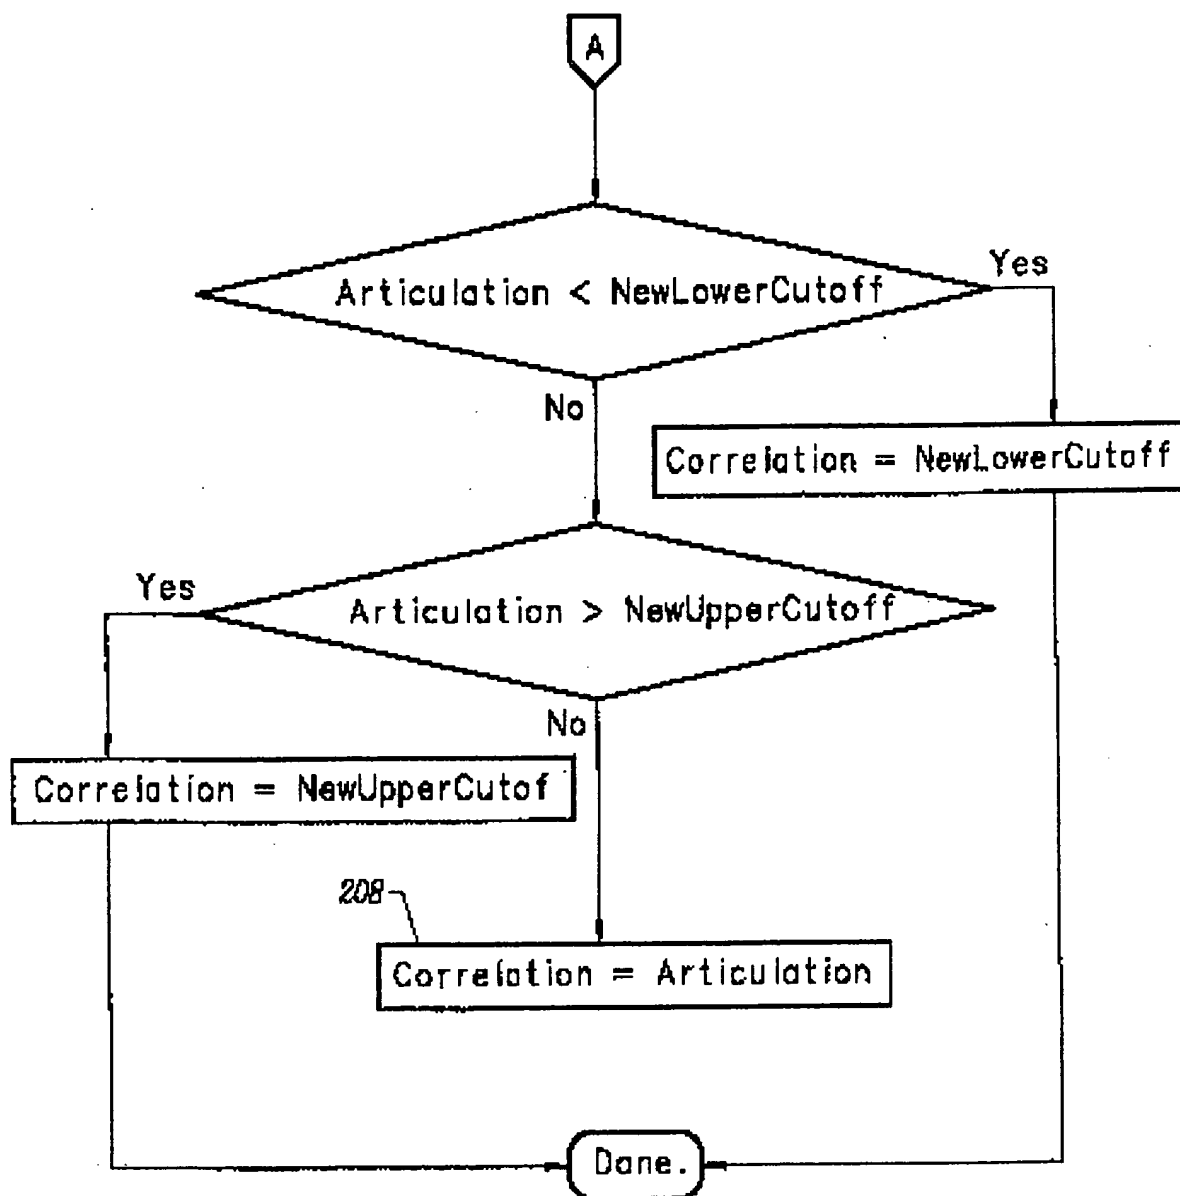 A
Articulation < NewLowerCutoff
Yes
No
Correlation = NewLowerCutoff
Yes
Articulation > NewUpperCutoff
No
Correlation = NewUpperCutof
208
Correlation = Articulation
Done.